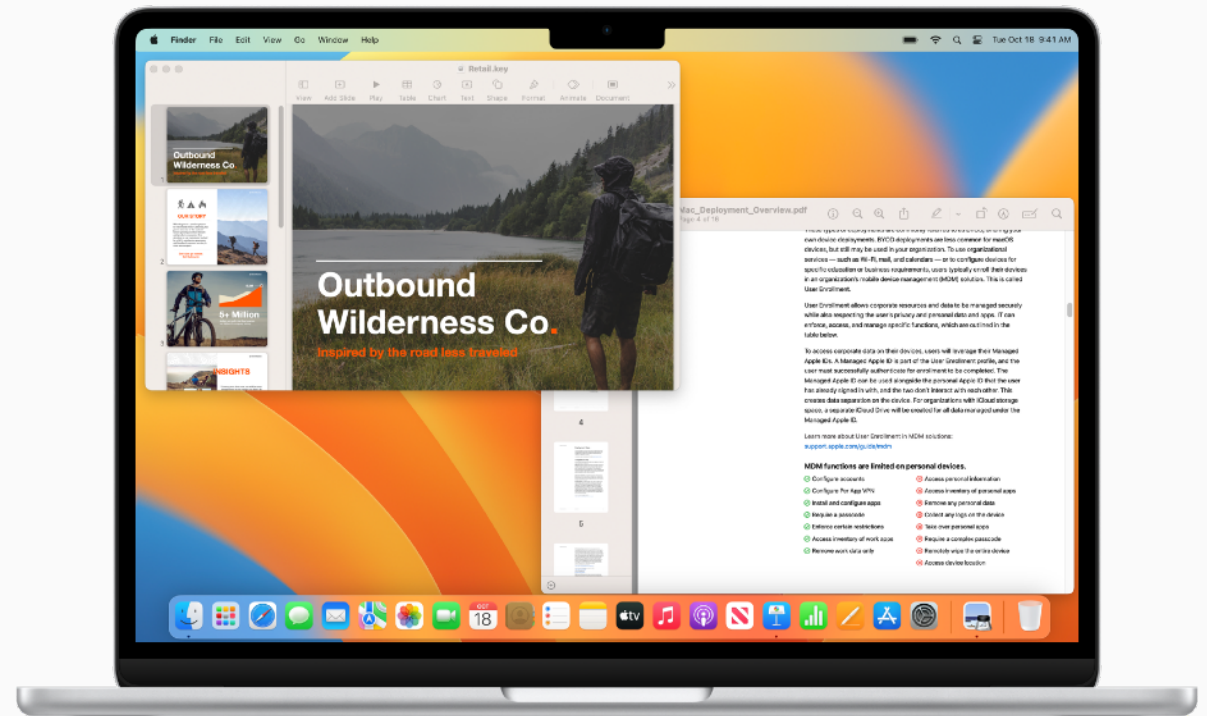 Finder File Edit View Go Window Help
Tue Oct 18 9:41 AM
Retail.key
View Add Slide Play Table Chart Text Shape Format Animate Document
Outbound
Wilderness Co
1
OUR STORY
2
5+ Million
3
INSIGHTS
Outbound
Wilderness Co.
Inspired by the road less traveled
Mac_Deployment_Overview.pdf
Page 4 of 18
own device deployments. BYOD deployments are less common for macOS
devices, but still may be used in your organization. To use organizational
services — such as Wi-Fi, mail, and calendars — or to configure devices for
specific education or business requirements, users typically enroll their devices
in an organization's mobile device management (MDM) solution. This is called
User Enrollment.
User Enrollment allows corporate resources and data to be managed securely
while also respecting the user's privacy and personal data and apps. IT can
enforce, access, and manage specific functions, which are outlined in the
table below.
To access corporate data on their devices, users will leverage their Managed
Apple IDs. A Managed Apple ID is part of the User Enrollment profile, and the
user must successfully authenticate for enrollment to be completed. The
Managed Apple ID can be used alongside the personal Apple ID that the user
has already signed in with, and the two don't interact with each other. This
creates data separation on the device. For organizations with iCloud storage
space, a separate iCloud Drive will be created for all data managed under the
Managed Apple ID.
Learn more about User Enrollment in MDM solutions:
support.apple.com/guide/mdm
MDM functions are limited on personal devices.
Configure accounts
Configure Per App VPN
Install and configure apps
Require a passcode
Enforce certain restrictions
Access inventory of work apps
Remove work data only
Access personal information
Access inventory of personal apps
Remove any personal data
Collect any logs on the device
Take over personal apps
Require a complex passcode
Remotely wipe the entire device
Access device location
4
5
OCT
18
tv